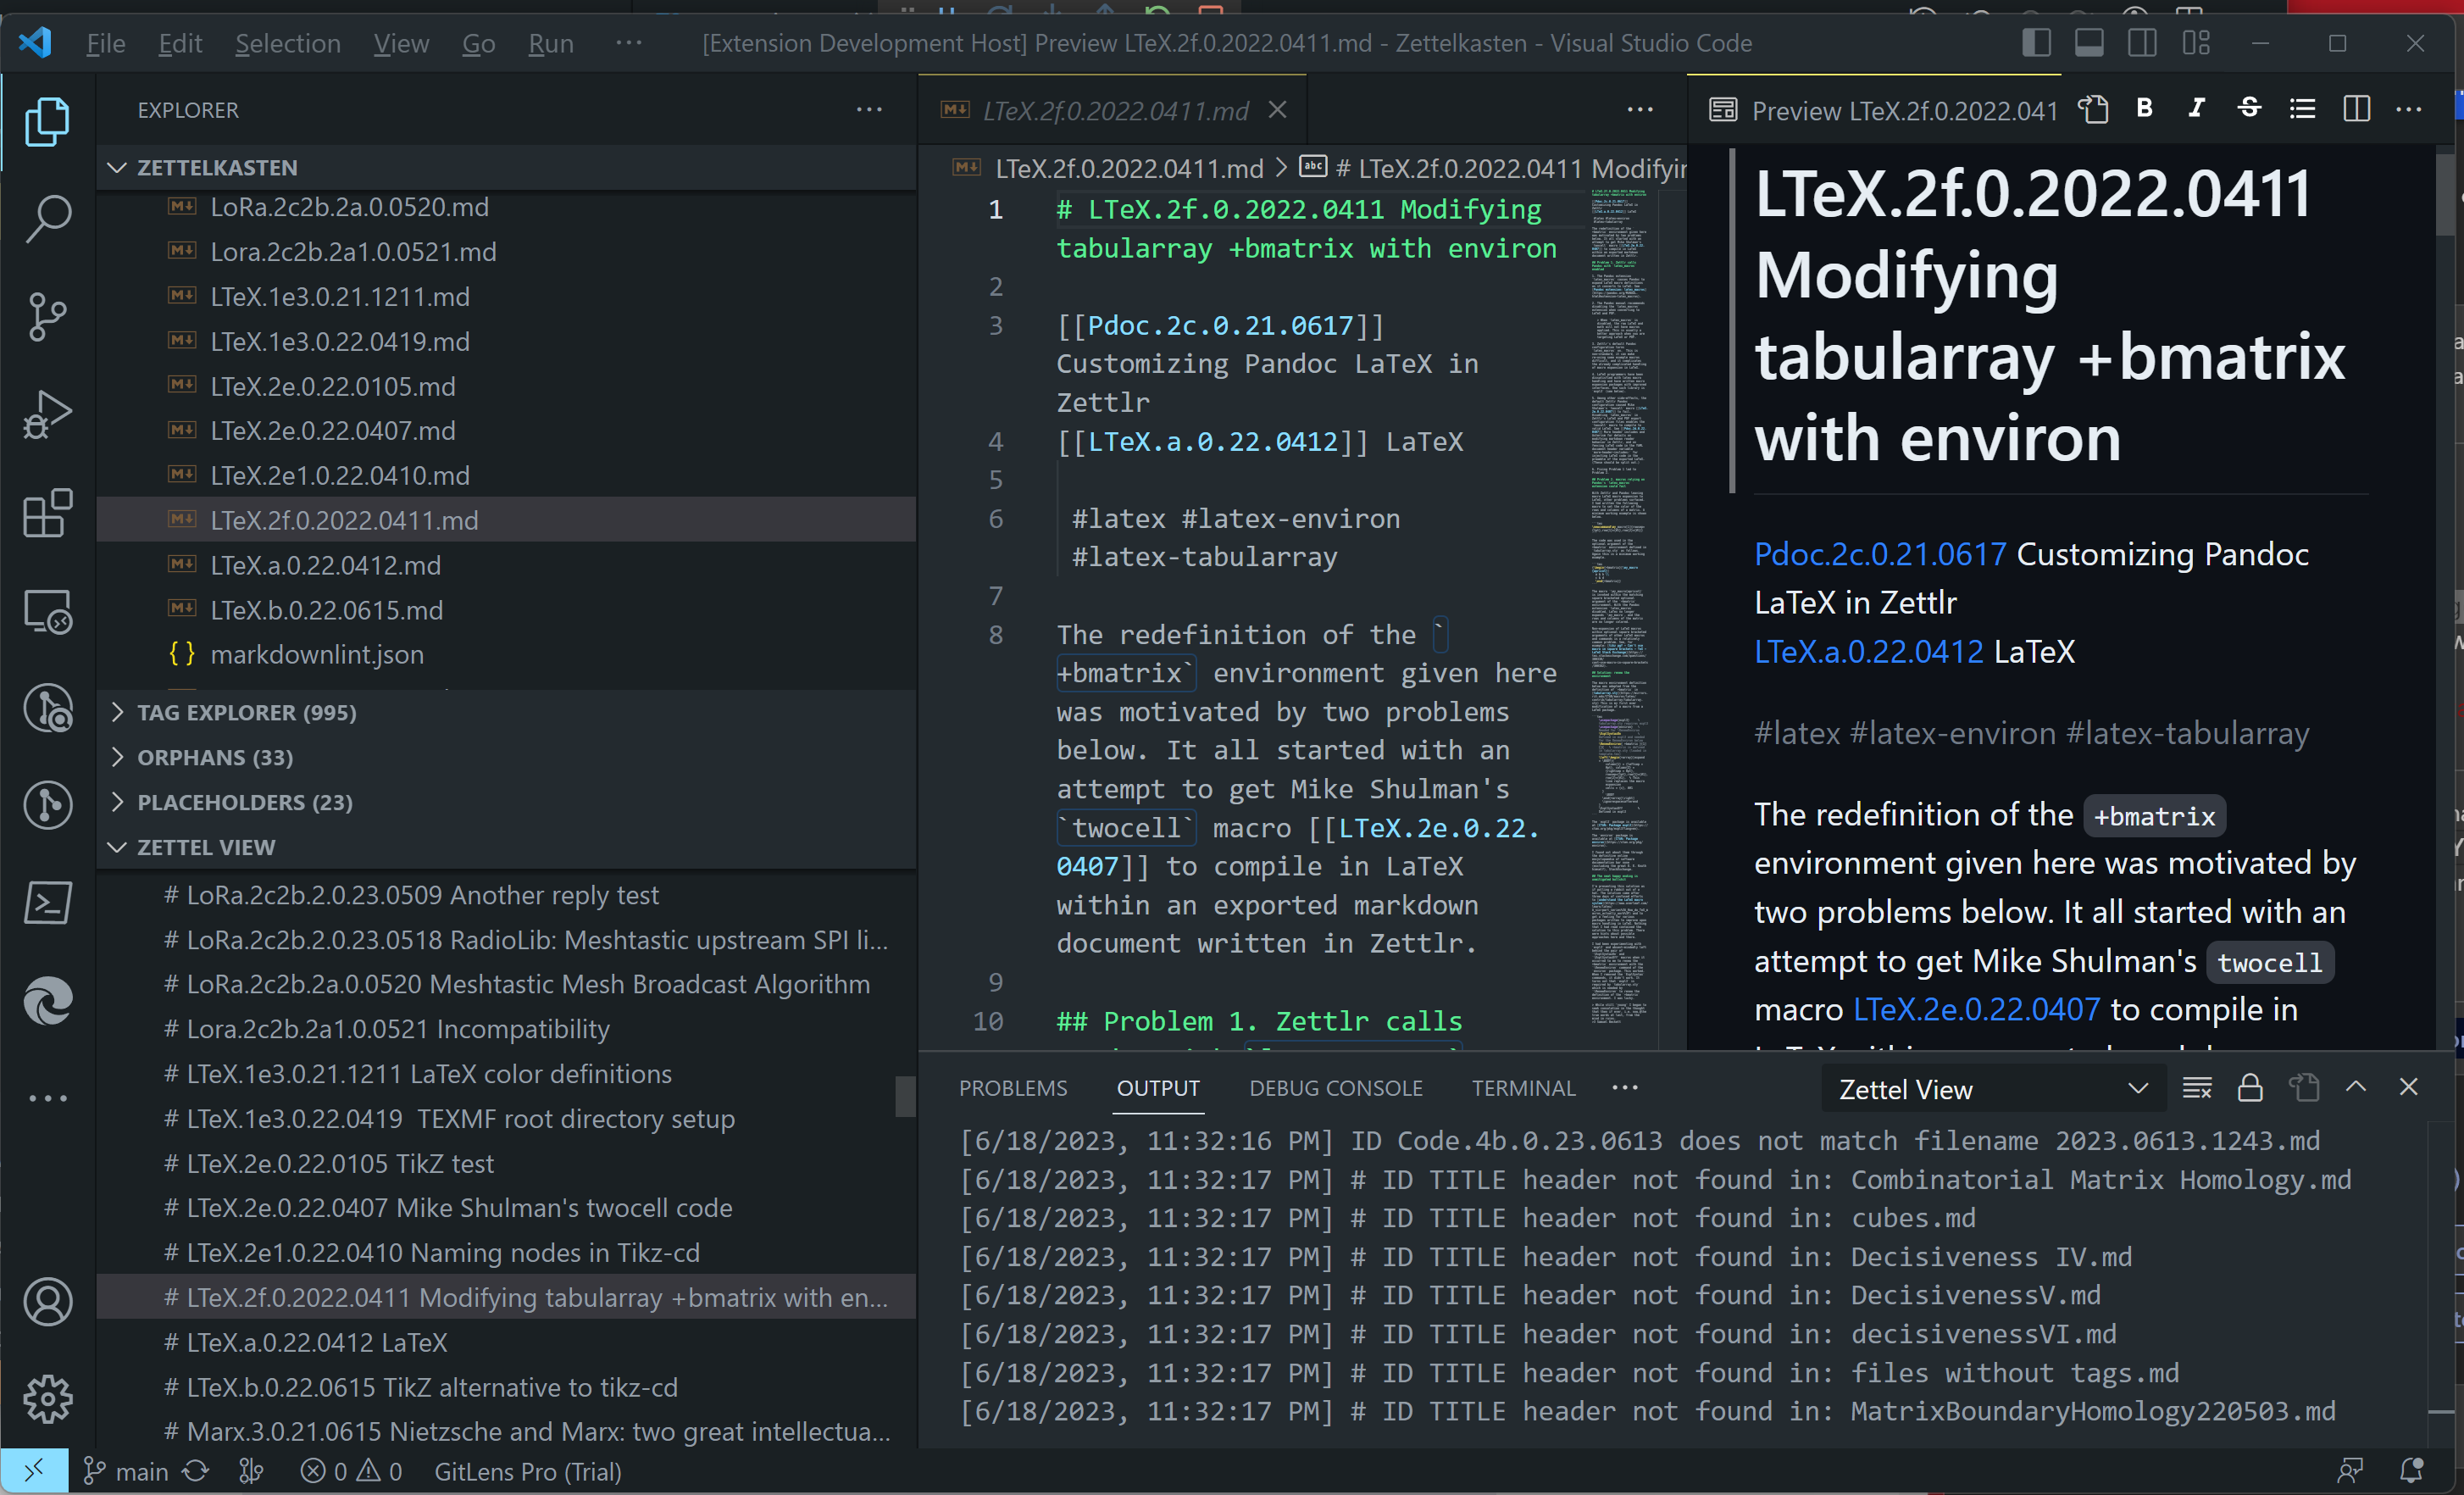 File Edit Selection View Go Run ··· [Extension Development Host] Preview LTeX.2f.0.2022.0411.md - Zettelkasten - Visual Studio Code
EXPLORER
ZETTELKASTEN
LoRa.2c2b.2a.0.0520.md
Lora.2c2b.2a1.0.0521.md
LTeX.1e3.0.21.1211.md
LTeX.1e3.0.22.0419.md
LTeX.2e.0.22.0105.md
LTeX.2e.0.22.0407.md
LTeX.2e1.0.22.0410.md
LTeX.2f.0.2022.0411.md
LTeX.a.0.22.0412.md
LTeX.b.0.22.0615.md
{ } markdownlint.json
TAG EXPLORER (995)
ORPHANS (33)
PLACEHOLDERS (23)
ZETTEL VIEW
# LoRa.2c2b.2.0.23.0509 Another reply test
# LoRa.2c2b.2.0.23.0518 RadioLib: Meshtastic upstream SPI li...
# LoRa.2c2b.2a.0.0520 Meshtastic Mesh Broadcast Algorithm
# Lora.2c2b.2a1.0.0521 Incompatibility
# LTeX.1e3.0.21.1211 LaTeX color definitions
# LTeX.1e3.0.22.0419  TEXMF root directory setup
# LTeX.2e.0.22.0105 TikZ test
# LTeX.2e.0.22.0407 Mike Shulman's twocell code
# LTeX.2e1.0.22.0410 Naming nodes in Tikz-cd
# LTeX.2f.0.2022.0411 Modifying tabularray +bmatrix with en...
# LTeX.a.0.22.0412 LaTeX
# LTeX.b.0.22.0615 TikZ alternative to tikz-cd
# Marx.3.0.21.0615 Nietzsche and Marx: two great intellectua...
LTeX.2f.0.2022.0411.md
LTeX.2f.0.2022.0411.md > abc # LTeX.2f.0.2022.0411 Modifyin
1 # LTeX.2f.0.2022.0411 Modifying
tabularray +bmatrix with environ
2
3 [[Pdoc.2c.0.21.0617]]
Customizing Pandoc LaTeX in
Zettlr
4 [[LTeX.a.0.22.0412]] LaTeX
5
6 #latex #latex-environ
#latex-tabularray
7
8 The redefinition of the `
+bmatrix` environment given here
was motivated by two problems
below. It all started with an
attempt to get Mike Shulman's
`twocell` macro [[LTeX.2e.0.22.
0407]] to compile in LaTeX
within an exported markdown
document written in Zettlr.
9
10 ## Problem 1. Zettlr calls
Preview LTeX.2f.0.2022.041
LTeX.2f.0.2022.0411
Modifying
tabularray +bmatrix
with environ
Pdoc.2c.0.21.0617 Customizing Pandoc
LaTeX in Zettlr
LTeX.a.0.22.0412 LaTeX
#latex #latex-environ #latex-tabularray
The redefinition of the +bmatrix
environment given here was motivated by
two problems below. It all started with an
attempt to get Mike Shulman's twocell
macro LTeX.2e.0.22.0407 to compile in
PROBLEMS OUTPUT DEBUG CONSOLE TERMINAL ··· Zettel View
[6/18/2023, 11:32:16 PM] ID Code.4b.0.23.0613 does not match filename 2023.0613.1243.md
[6/18/2023, 11:32:17 PM] # ID TITLE header not found in: Combinatorial Matrix Homology.md
[6/18/2023, 11:32:17 PM] # ID TITLE header not found in: cubes.md
[6/18/2023, 11:32:17 PM] # ID TITLE header not found in: Decisiveness IV.md
[6/18/2023, 11:32:17 PM] # ID TITLE header not found in: DecisivenessV.md
[6/18/2023, 11:32:17 PM] # ID TITLE header not found in: decisivenessVI.md
[6/18/2023, 11:32:17 PM] # ID TITLE header not found in: files without tags.md
[6/18/2023, 11:32:17 PM] # ID TITLE header not found in: MatrixBoundaryHomology220503.md
main 0 0 GitLens Pro (Trial)